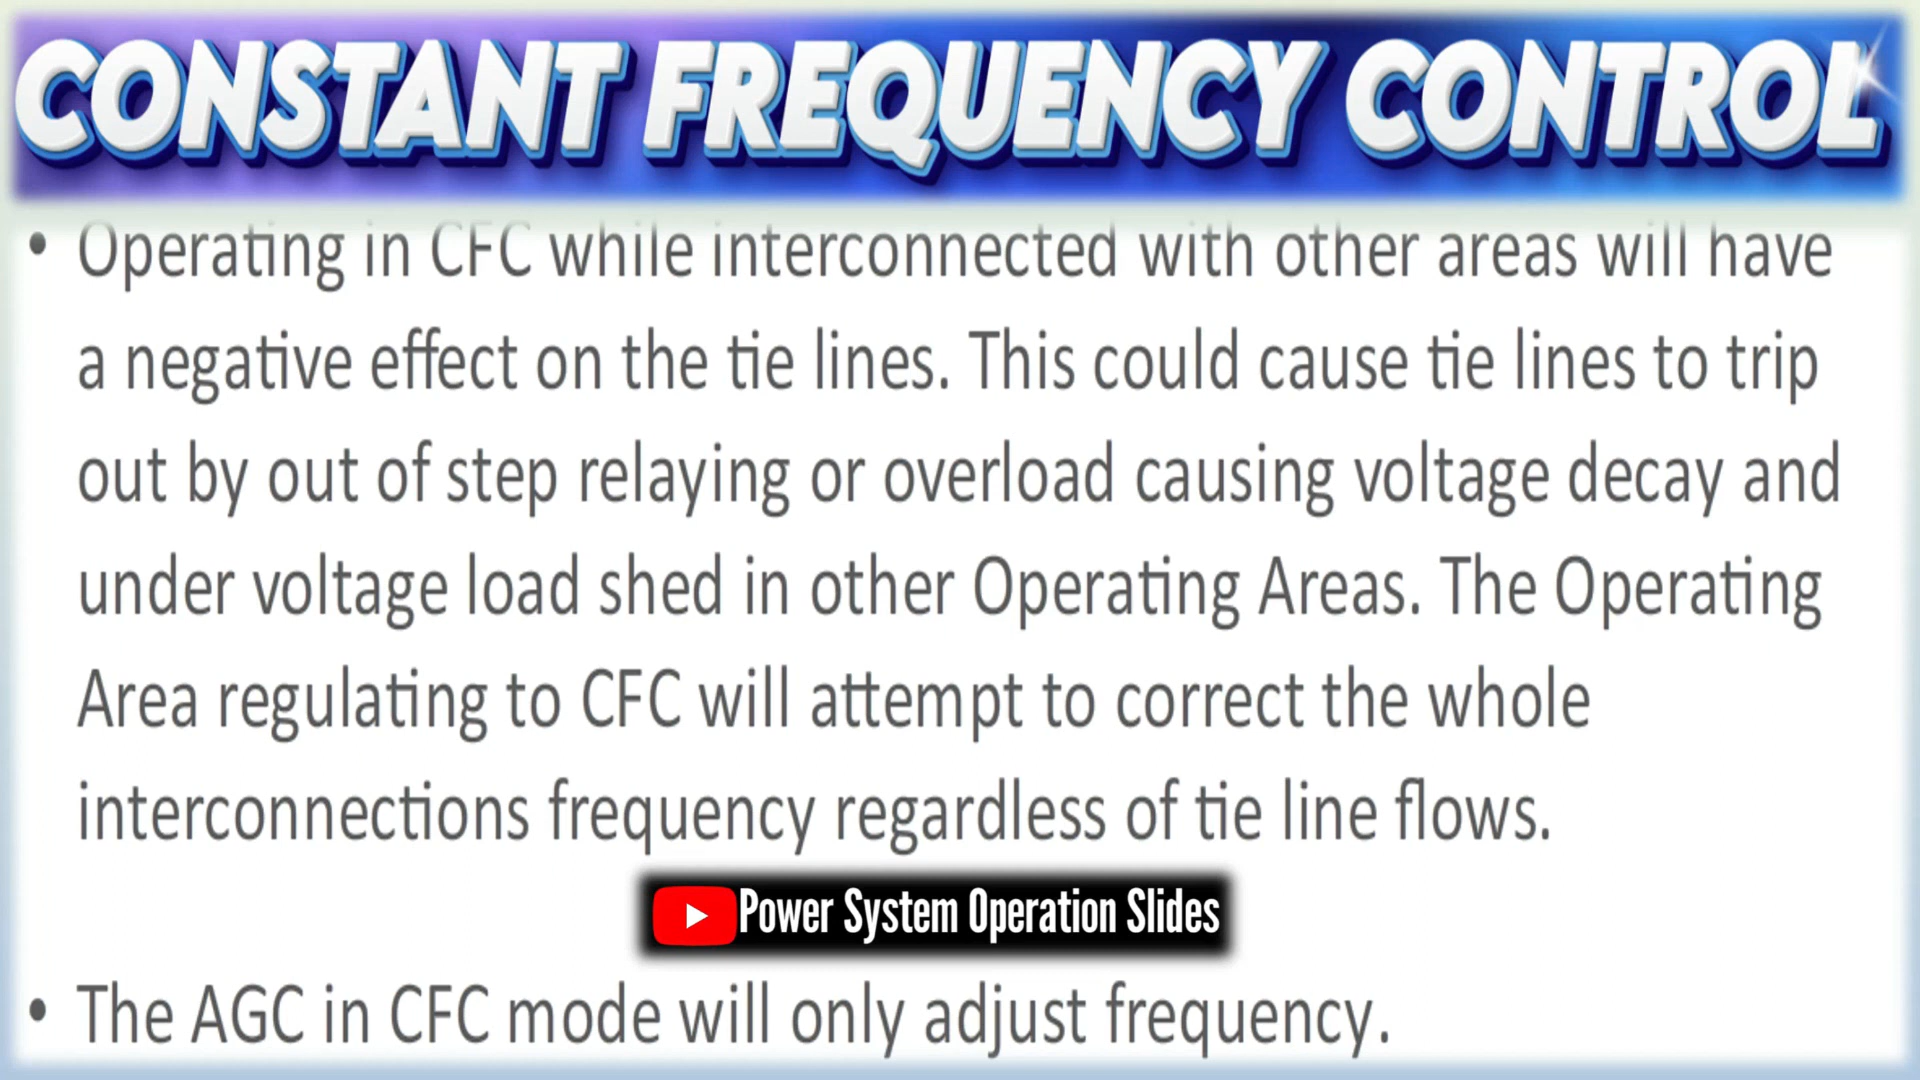 CONSTANT FREQUENCY CONTROL
• Operating in CFC while interconnected with other areas will have
a negative effect on the tie lines. This could cause tie lines to trip
out by out of step relaying or overload causing voltage decay and
under voltage load shed in other Operating Areas. The Operating
Area regulating to CFC will attempt to correct the whole
interconnections frequency regardless of tie line flows.
Power System Operation Slides
• The AGC in CFC mode will only adjust frequency.